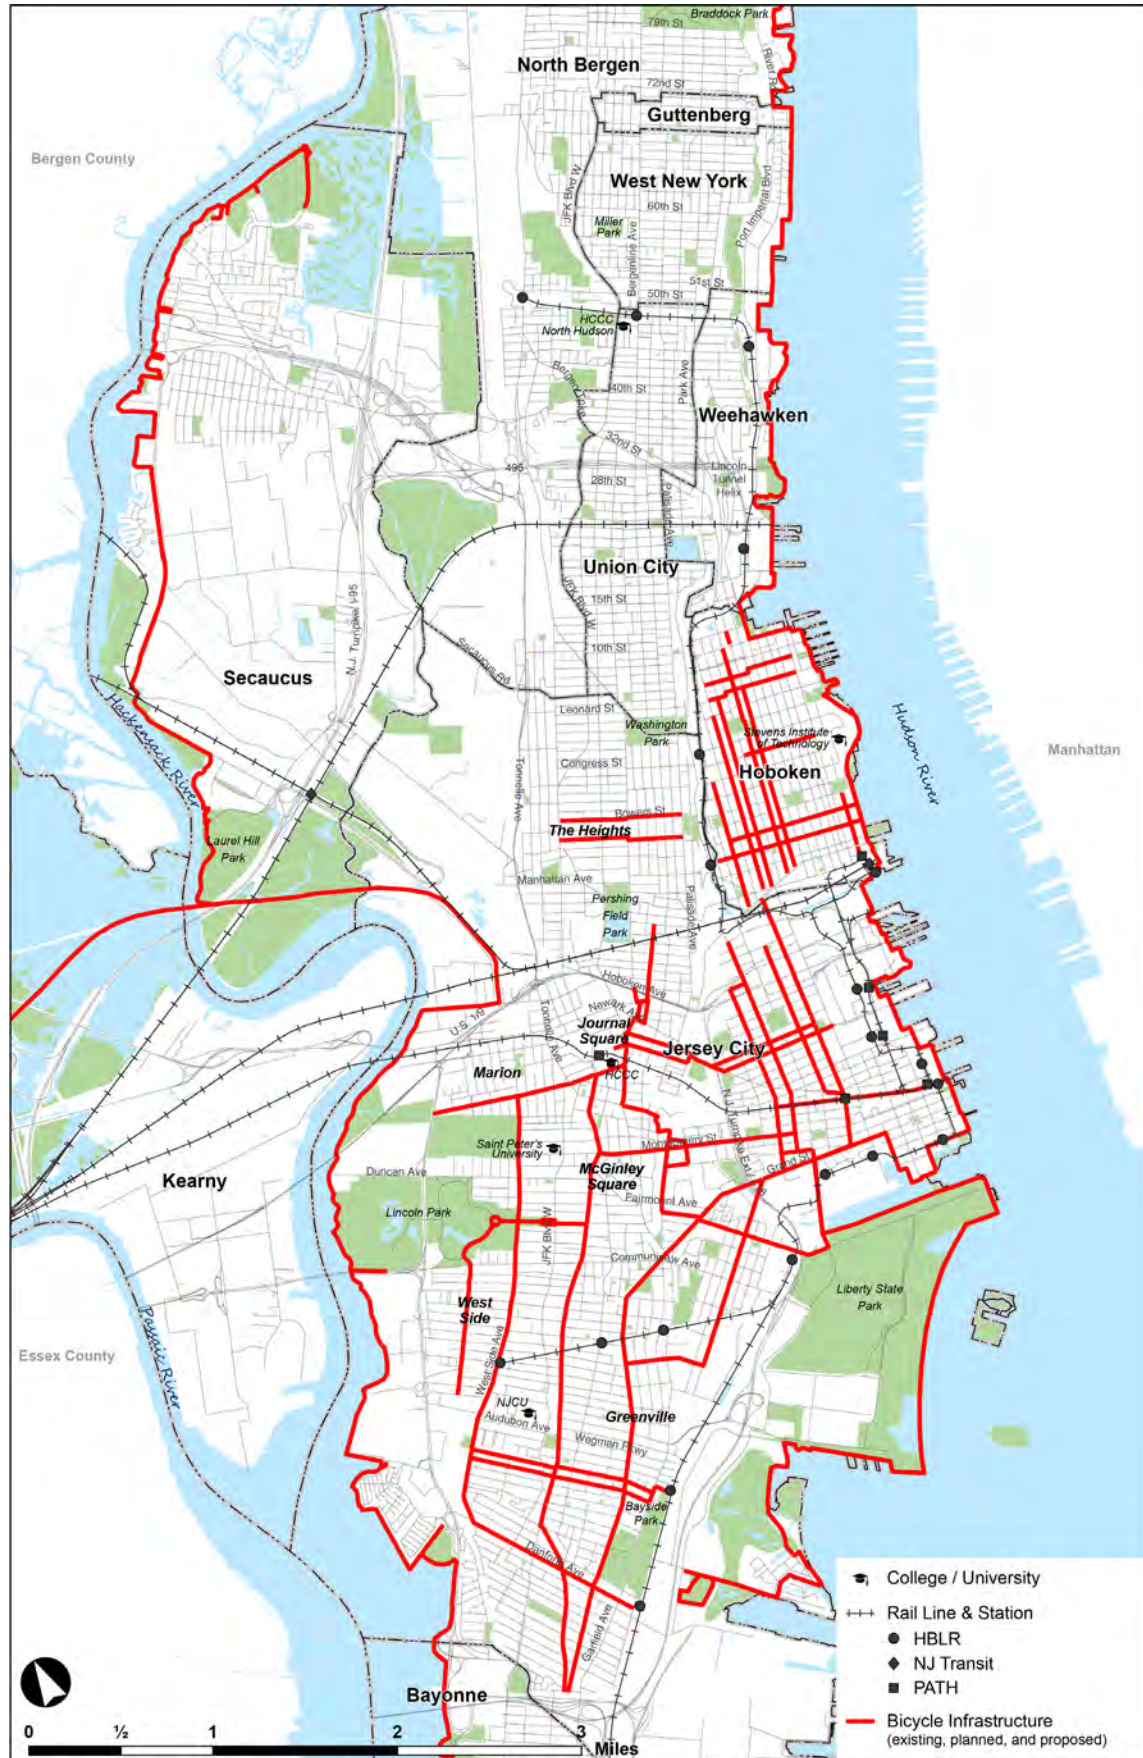 Braddock Park
79th St
River Rd
North Bergen
72nd St
Guttenberg
Bergen County
West New York
JFK Blvd W
60th St
Port Imperial Blvd
Miller
Park
Bergenline Ave
51st St
50th St
HCCC
North Hudson
Bergen Tpke
40th St
Park Ave
Weehawken
32nd St
495
Lincoln
Tunnel
Helix
28th St
Palisade Ave
Union City
15th St
JFK Blvd W
N.J. Turnpike I-95
10th St
Secaucus Rd
Secaucus
Leonard St
Washington
Park
Stevens Institute
of Technology
Hackensack River
Hudson River
Manhattan
Hoboken
Congress St
Tonnelle Ave
Bowers St
The Heights
Laurel Hill
Park
Manhattan Ave
Pershing
Field
Park
Palisade Ave
Hoboken Ave
Newark Ave
U.S. 1/9
Tonnelle Ave
Journal
Square
Jersey City
Marion
HCCC
N.J. Turnpike Ext. I-78
Montgomery St
Saint Peter's
University
Grand St
Duncan Ave
McGinley
Square
Kearny
Fairmount Ave
Lincoln Park
JFK Blvd W
Communipaw Ave
Liberty State
Park
West
Side
Passaic River
Essex County
West Side Ave
NJCU
Audubon Ave
Greenville
Wegman Pkwy
Bayside
Park
Danforth Ave
Garfield Ave
Bayonne
College / University
Rail Line & Station
HBLR
NJ Transit
PATH
Bicycle Infrastructure
(existing, planned, and proposed)
0 ½ 1 2 3
Miles